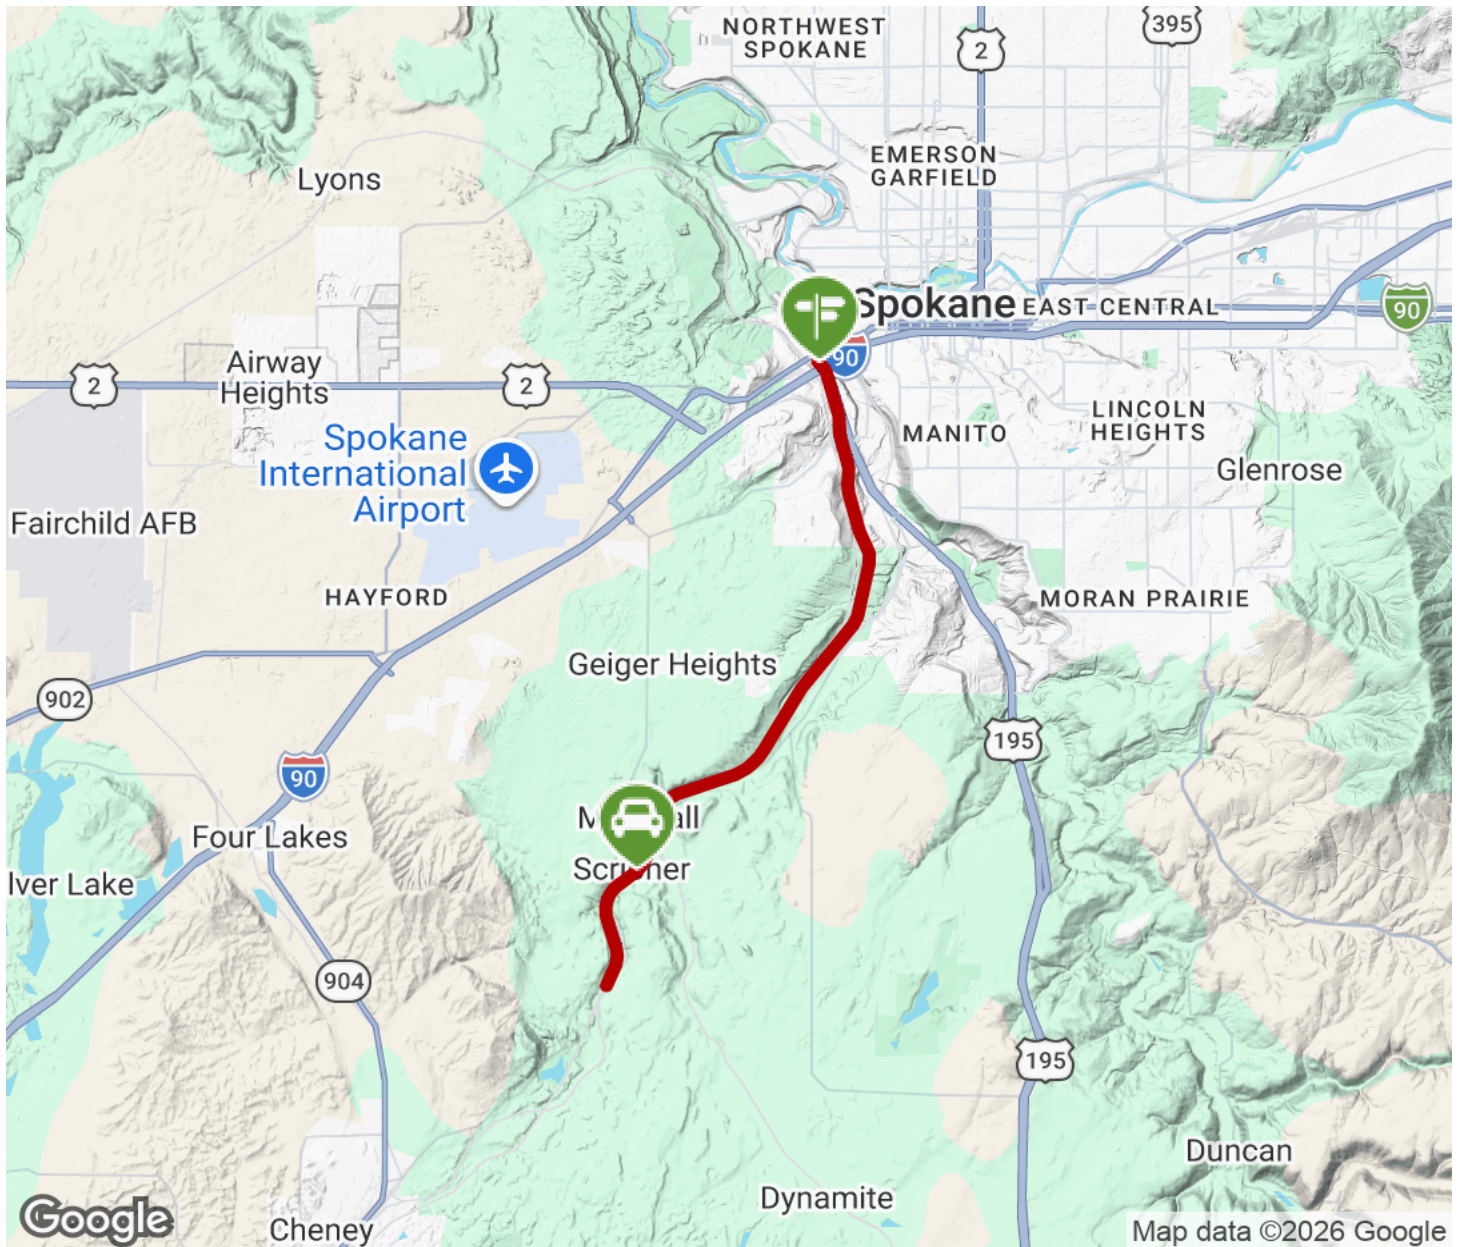 NORTHWEST
SPOKANE
2
395
EMERSON
GARFIELD
Lyons
Spokane
EAST CENTRAL
90
90
Airway
Heights
2
2
LINCOLN
HEIGHTS
MANITO
Spokane
International
Airport
Glenrose
Fairchild AFB
HAYFORD
MORAN PRAIRIE
Geiger Heights
902
195
90
Four Lakes
lver Lake
904
195
Duncan
Dynamite
Cheney
Google
Map data ©2026 Google